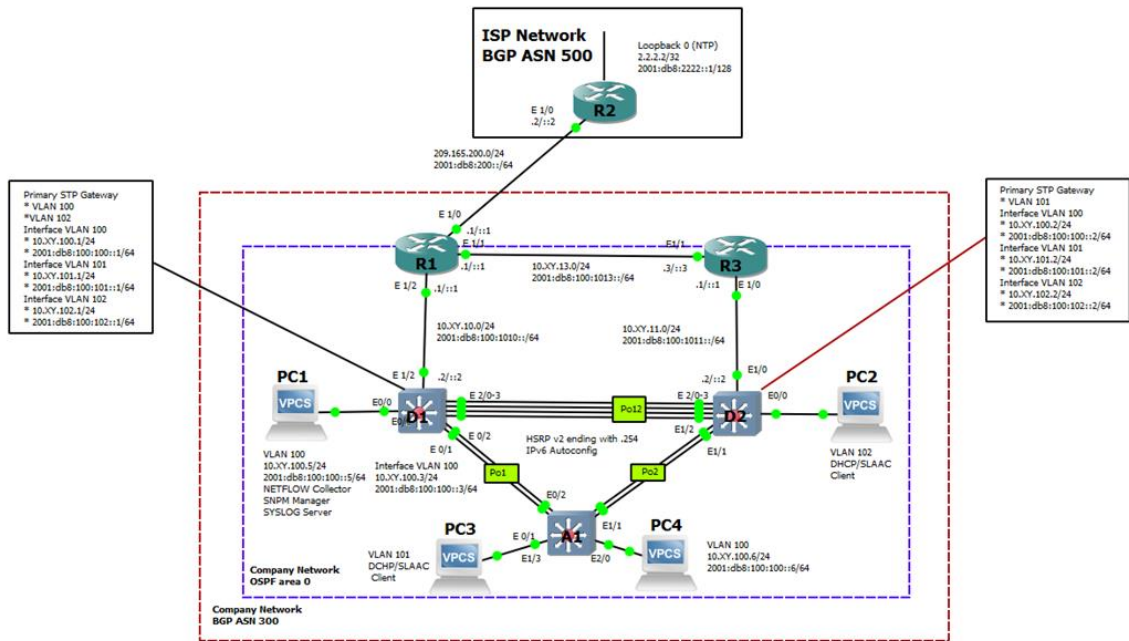 ISP Network
BGP ASN 500
Loopback 0 (NTP)
2.2.2.2/32
2001:db8:2222::1/128
E 1/0
.2/::2
R2
209.165.200.0/24
2001:db8:200::/64
Primary STP Gateway
* VLAN 100
*VLAN 102
Interface VLAN 100
* 10.XY.100.1/24
* 2001:db8:100:100::1/64
Interface VLAN 101
* 10.XY.101.1/24
* 2001:db8:100:101::1/64
Interface VLAN 102
* 10.XY.102.1/24
* 2001:db8:100:102::1/64
Primary STP Gateway
* VLAN 101
Interface VLAN 100
* 10.XY.100.2/24
* 2001:db8:100:100::2/64
Interface VLAN 101
* 10.XY.101.2/24
* 2001:db8:100:101::2/64
Interface VLAN 102
* 10.XY.102.2/24
* 2001:db8:100:102::2/64
E 1/0
.1/::1
R1
E 1/1
.1/::1
E 1/2
.1/::1
10.XY.13.0/24
2001:db8:100:1013::/64
E1/1
.3/::3
R3
.1/::1
E 1/0
10.XY.10.0/24
2001:db8:100:1010::/64
10.XY.11.0/24
2001:db8:100:1011::/64
E 1/2
.2/::2
E1/0
.2/::2
PC1
VPCS
E0/0
D1
E 2/0-3
Po12
E 2/0-3
D2
E0/0
PC2
VPCS
E 0/2
E 0/1
HSRP v2 ending with .254
IPv6 Autoconfig
E1/2
E1/1
VLAN 100
10.XY.100.5/24
2001:db8:100:100::5/64
NETFLOW Collector
SNPM Manager
SYSLOG Server
Interface VLAN 100
10.XY.100.3/24
2001:db8:100:100::3/64
Po1
Po2
VLAN 102
DHCP/SLAAC
Client
E0/2
A1
E 0/1
E1/1
E1/3
E2/0
PC3
VPCS
VLAN 101
DCHP/SLAAC
Client
PC4
VPCS
VLAN 100
10.XY.100.6/24
2001:db8:100:100::6/64
Company Network
OSPF area 0
Company Network
BGP ASN 300